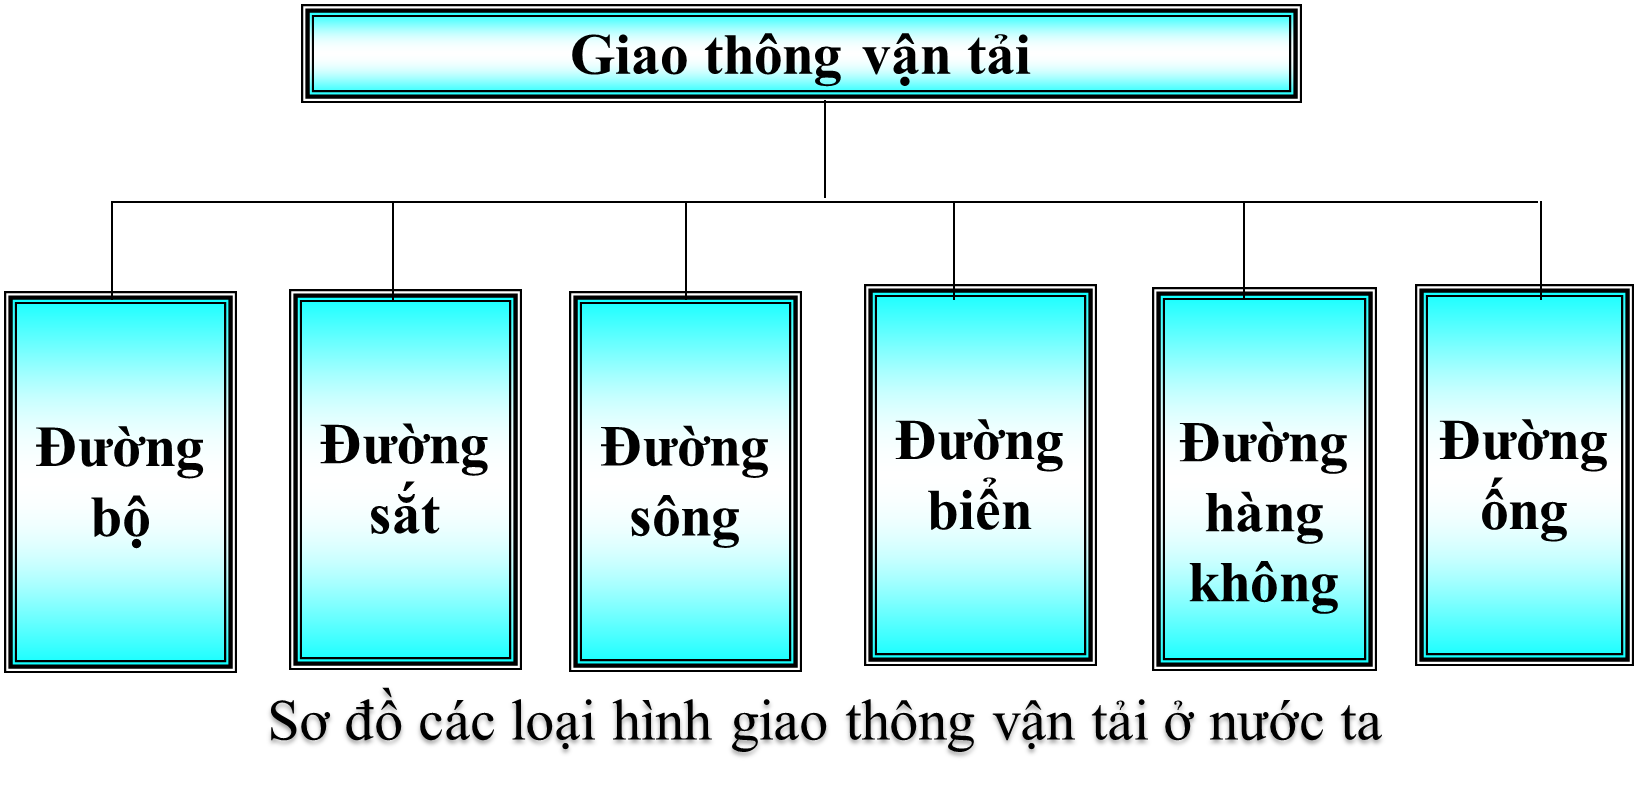 Giao thông vận tải
Đường
bộ
Đường
sắt
Đường
sông
Đường
biển
Đường
hàng
không
Đường
ống
Sơ đồ các loại hình giao thông vận tải ở nước ta